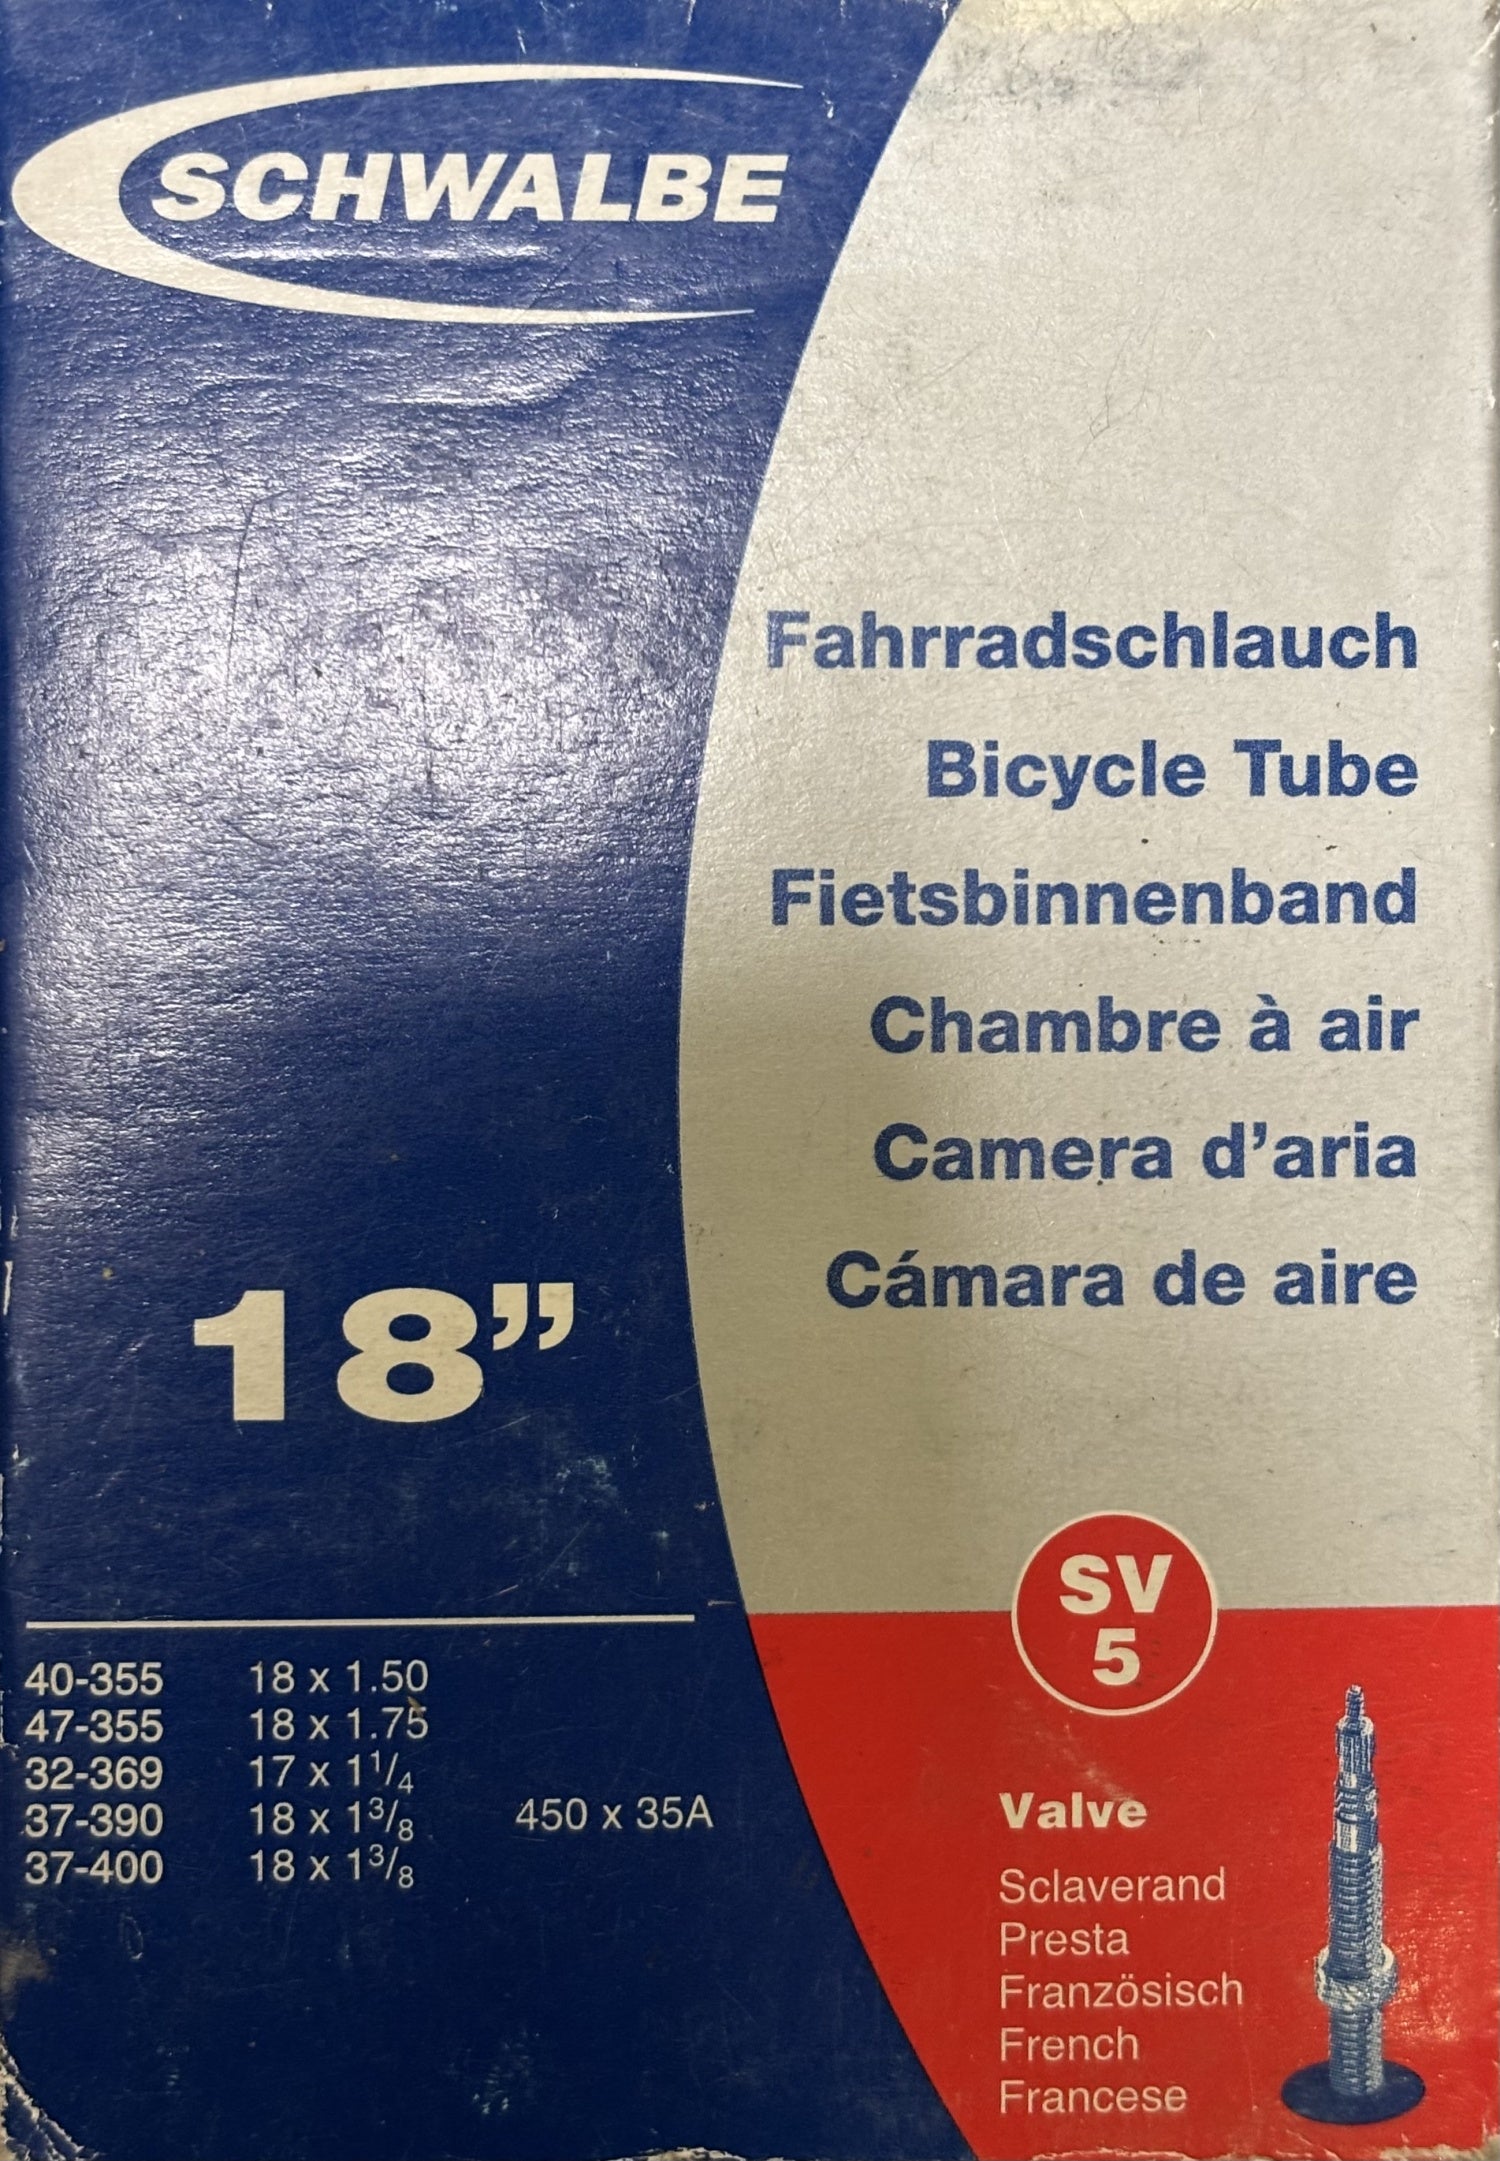 SCHWALBE
Fahrradschlauch
Bicycle Tube
Fietsbinnenband
Chambre à air
Camera d'aria
Cámara de aire
18”
40-355 18 x 1.50
47-355 18 x 1.75
32-369 17 x 1 1/4
37-390 18 x 1 3/8 450 x 35A
37-400 18 x 1 3/8
SV
5
Valve
Sclaverand
Presta
Französisch
French
Francese